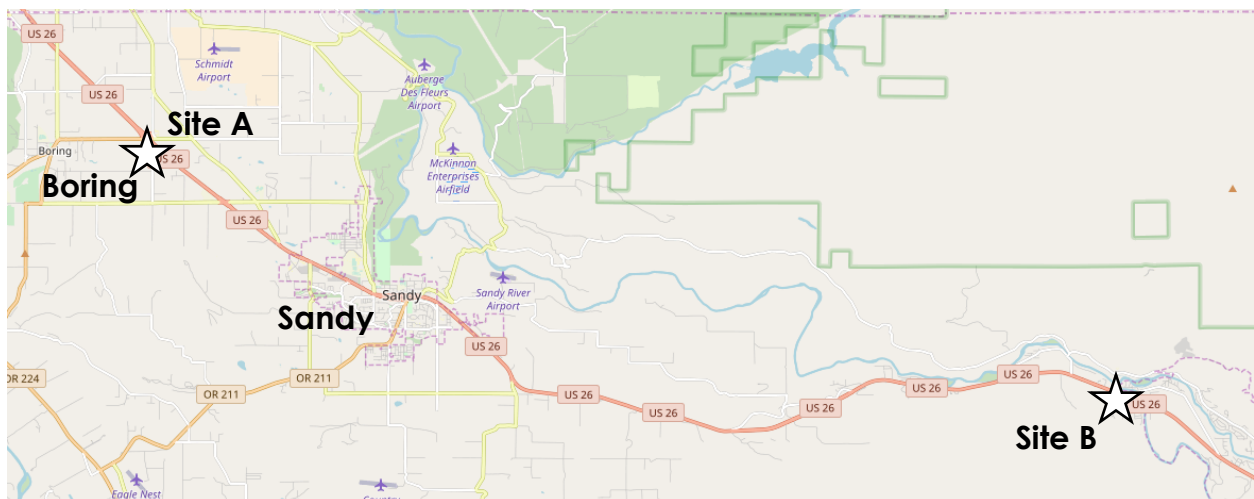 US 26
Schmidt
Airport
Auberge
Des Fleurs
Airport
US 26
Site A
Boring
US 26
McKinnon
Enterprises
Airfield
Boring
US 26
Sandy
Sandy River
Airport
Sandy
US 26
OR 224
OR 211
OR 211
US 26
US 26
US 26
US 26
US 26
US 26
Site B
Eagle Nest
Country